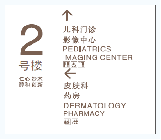 2
号楼
儿科门诊
影像中心
PEDIATRICS
IMAGING CENTER
皮肤科
药房
DERMATOLOGY
PHARMACY